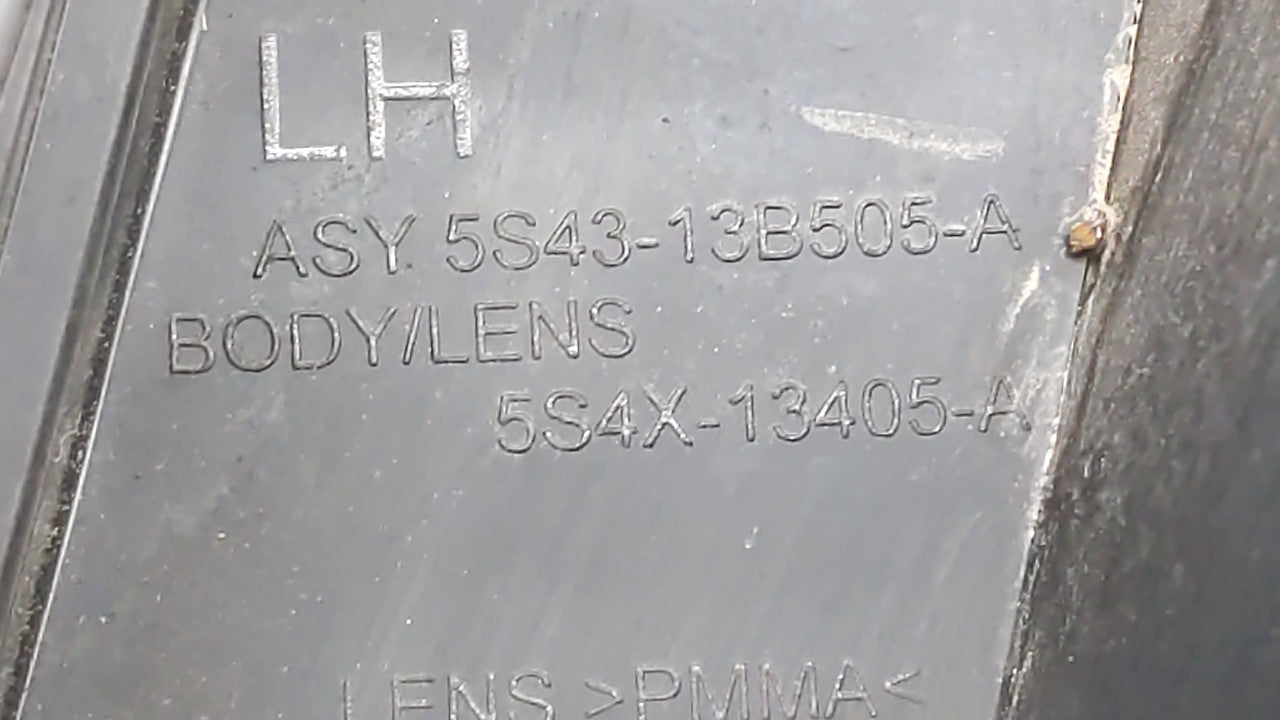 LH
ASY. 5S43-13B505-A
BODY/LENS
5S4X-13405-A
LENS >PMMA<